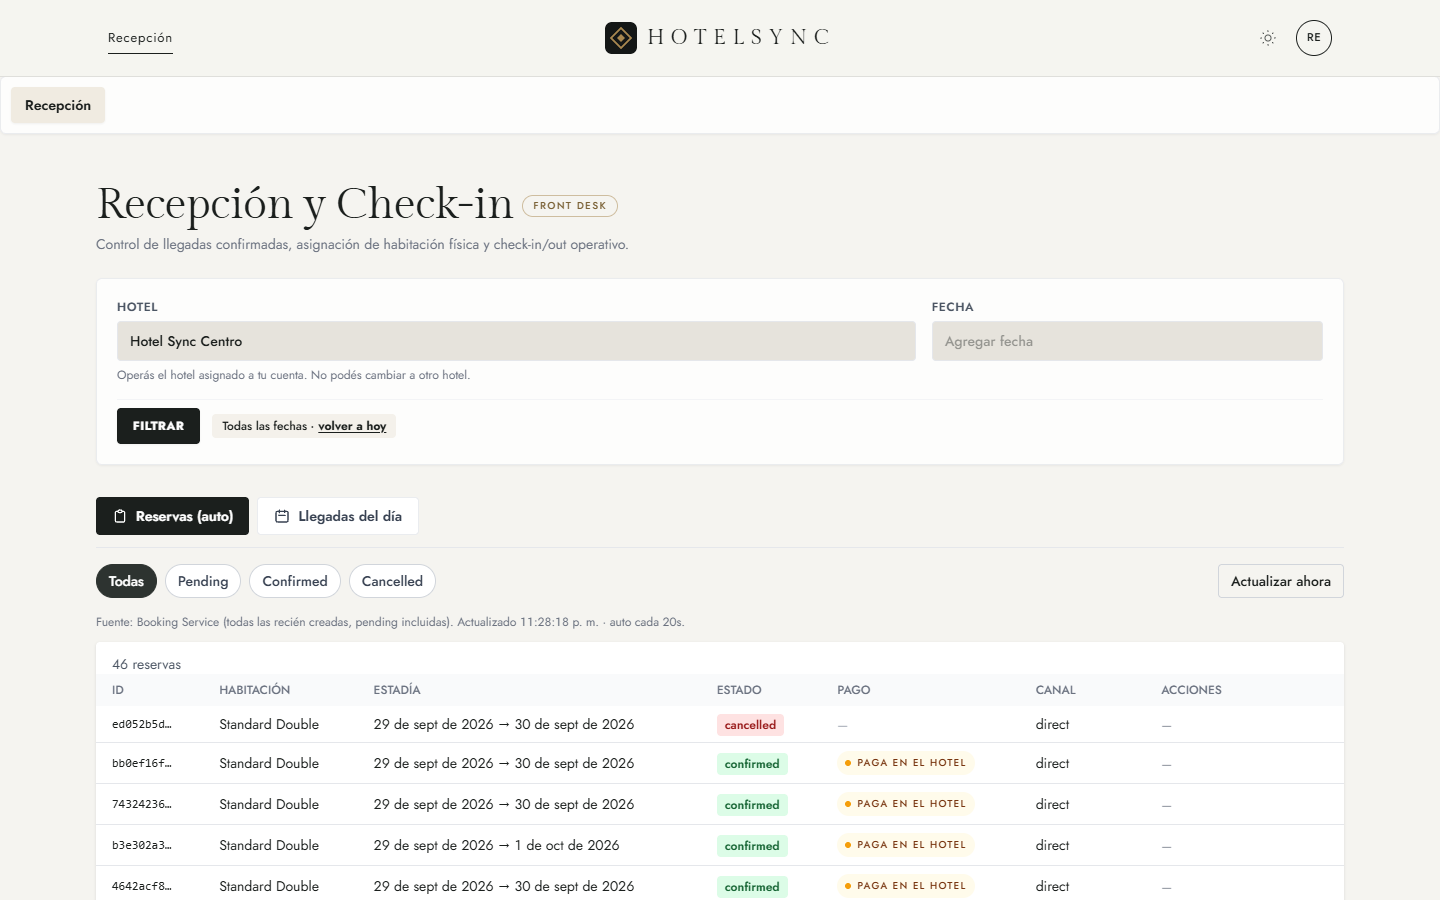 Recepción
HOTELSYNC
RE
Recepción
Recepción y Check-in
FRONT DESK
Control de llegadas confirmadas, asignación de habitación física y check-in/out operativo.
HOTEL
FECHA
Hotel Sync Centro
Agregar fecha
Operás el hotel asignado a tu cuenta. No podés cambiar a otro hotel.
FILTRAR
Todas las fechas · volver a hoy
Reservas (auto)
Llegadas del día
Todas
Pending
Confirmed
Cancelled
Actualizar ahora
Fuente: Booking Service (todas las recién creadas, pending incluidas). Actualizado 11:28:18 p. m. · auto cada 20s.
46 reservas
ID HABITACIÓN ESTADÍA ESTADO PAGO CANAL ACCIONES
ed052b5d… Standard Double 29 de sept de 2026 → 30 de sept de 2026 cancelled — direct —
bb0ef16f… Standard Double 29 de sept de 2026 → 30 de sept de 2026 confirmed PAGA EN EL HOTEL direct —
74324236… Standard Double 29 de sept de 2026 → 30 de sept de 2026 confirmed PAGA EN EL HOTEL direct —
b3e302a3… Standard Double 29 de sept de 2026 → 1 de oct de 2026 confirmed PAGA EN EL HOTEL direct —
4642acf8… Standard Double 29 de sept de 2026 → 30 de sept de 2026 confirmed PAGA EN EL HOTEL direct —